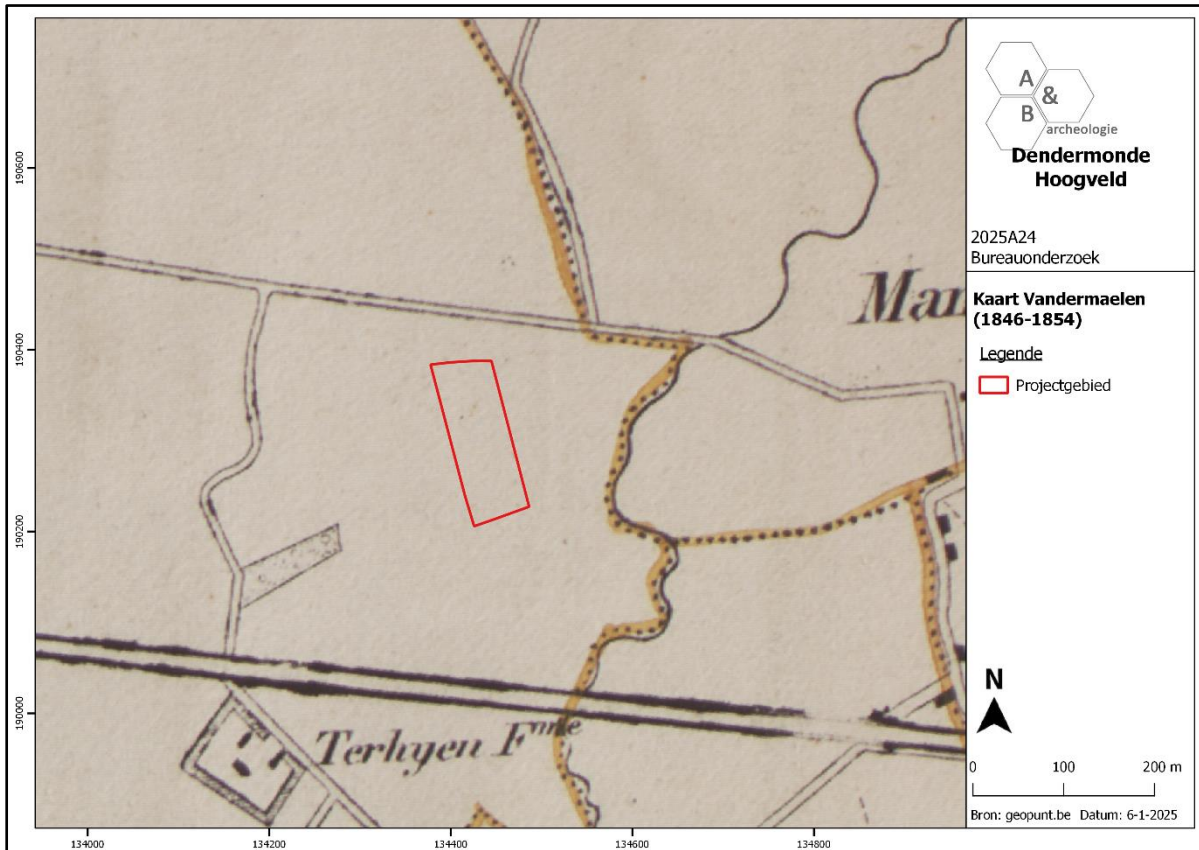 A
&
B
archeologie
Dendermonde
Hoogveld
2025A24
Bureauonderzoek
Kaart Vandermaelen
(1846-1854)
Legende
Projectgebied
N
0 100 200 m
Bron: geopunt.be Datum: 6-1-2025
190600
190400
190200
190000
134000 134200 134400 134600 134800
Man
Terhyen Fme